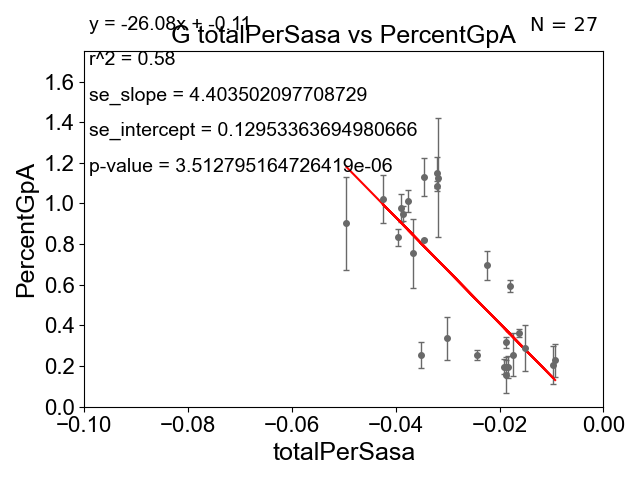 y = -26.08x + -0.11
G totalPerSasa vs PercentGpA
N = 27
r^2 = 0.58
se_slope = 4.403502097708729
se_intercept = 0.12953363694980666
p-value = 3.512795164726419e-06
PercentGpA
1.6
1.4
1.2
1.0
0.8
0.6
0.4
0.2
0.0
−0.10 −0.08 −0.06 −0.04 −0.02 0.00
totalPerSasa